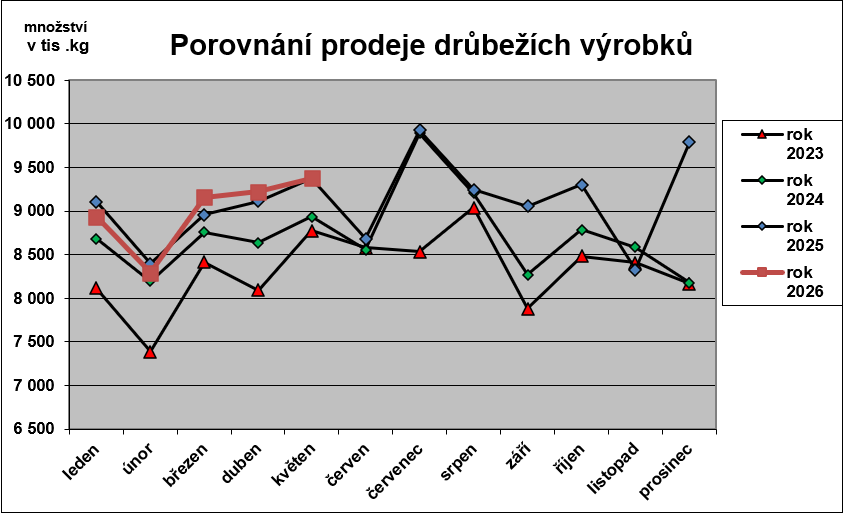 množství
v tis .kg
Porovnání prodeje drůbežích výrobků
10 500
10 000
9 500
9 000
8 500
8 000
7 500
7 000
6 500
leden
únor
březen
duben
květen
červen
červenec
srpen
září
říjen
listopad
prosinec
rok
2023
rok
2024
rok
2025
rok
2026